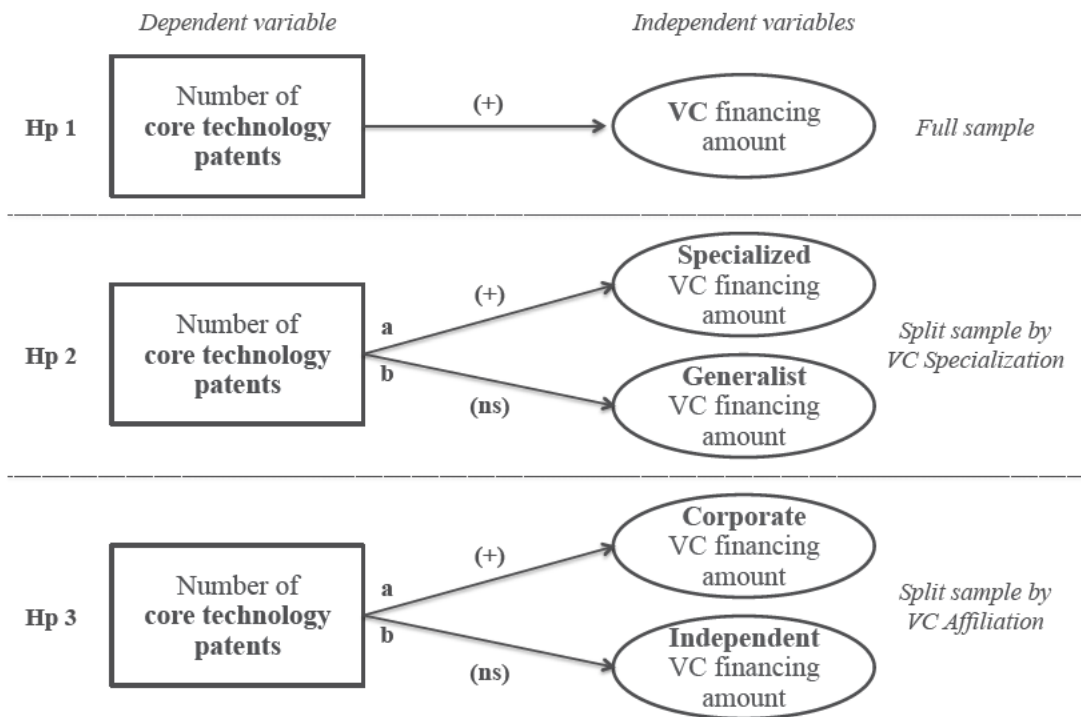 Dependent variable
Independent variables
Hp 1
Number of
core technology
patents
(+)
VC financing
amount
Full sample
Hp 2
Number of
core technology
patents
a
b
(+)
(ns)
Specialized
VC financing
amount
Generalist
VC financing
amount
Split sample by
VC Specialization
Hp 3
Number of
core technology
patents
a
b
(+)
(ns)
Corporate
VC financing
amount
Independent
VC financing
amount
Split sample by
VC Affiliation